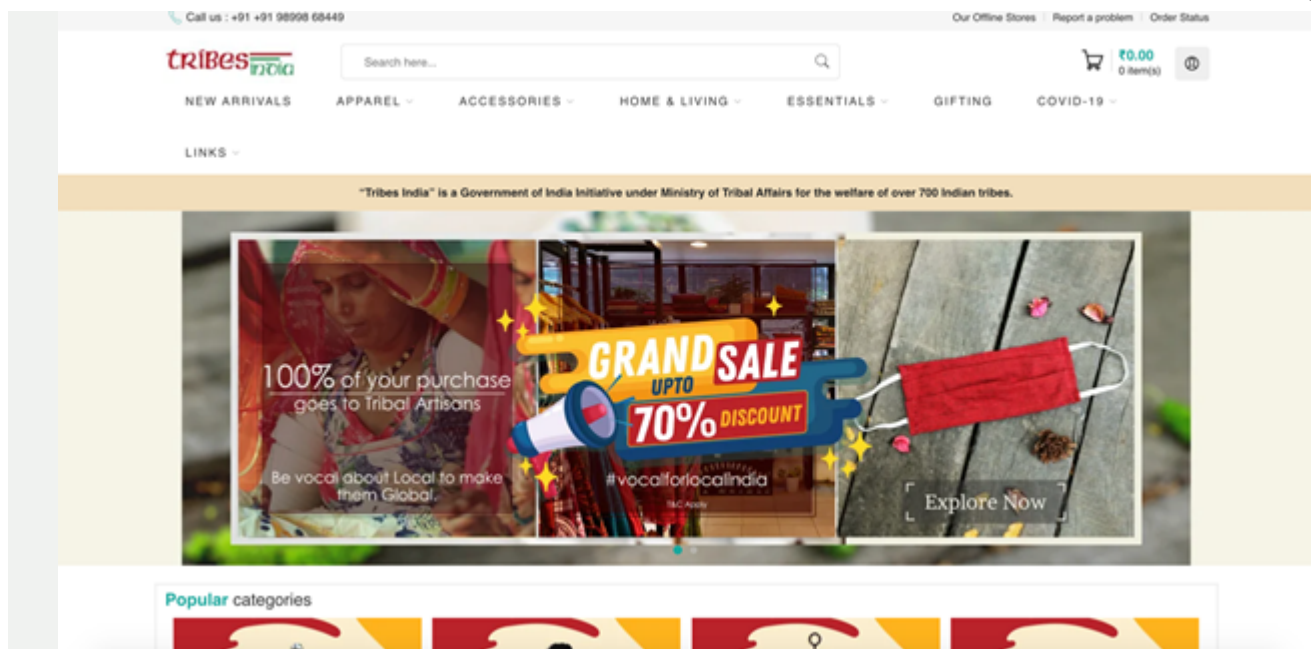 Call us : +91 +91 98998 68449
Our Offline Stores
Report a problem
Order Status
tribes india
Search here...
₹0.00
0 item(s)
NEW ARRIVALS
APPAREL
ACCESSORIES
HOME & LIVING
ESSENTIALS
GIFTING
COVID-19
LINKS
"Tribes India" is a Government of India Initiative under Ministry of Tribal Affairs for the welfare of over 700 Indian tribes.
100% of your purchase
goes to Tribal Artisans
Be vocal about Local to make
them Global.
GRAND SALE
UPTO
70% DISCOUNT
#vocalforlocalindia
T&C Apply
Explore Now
Popular categories